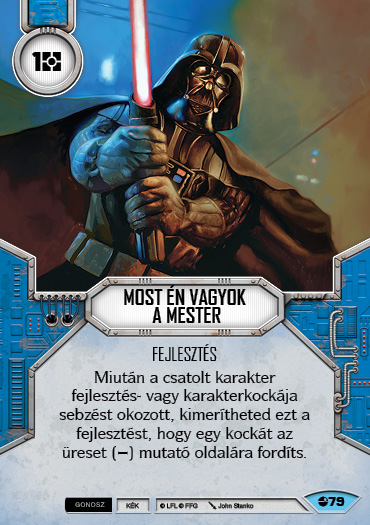 1
MOST ÉN VAGYOK
A MESTER
FEJLESZTÉS
Miután a csatolt karakter
fejlesztés- vagy karakterkockája
sebzést okozott, kimerítheted ezt a
fejlesztést, hogy egy kockát az
üreset (–) mutató oldalára fordíts.
GONOSZ KÉK © LFL © FFG John Stanko 79